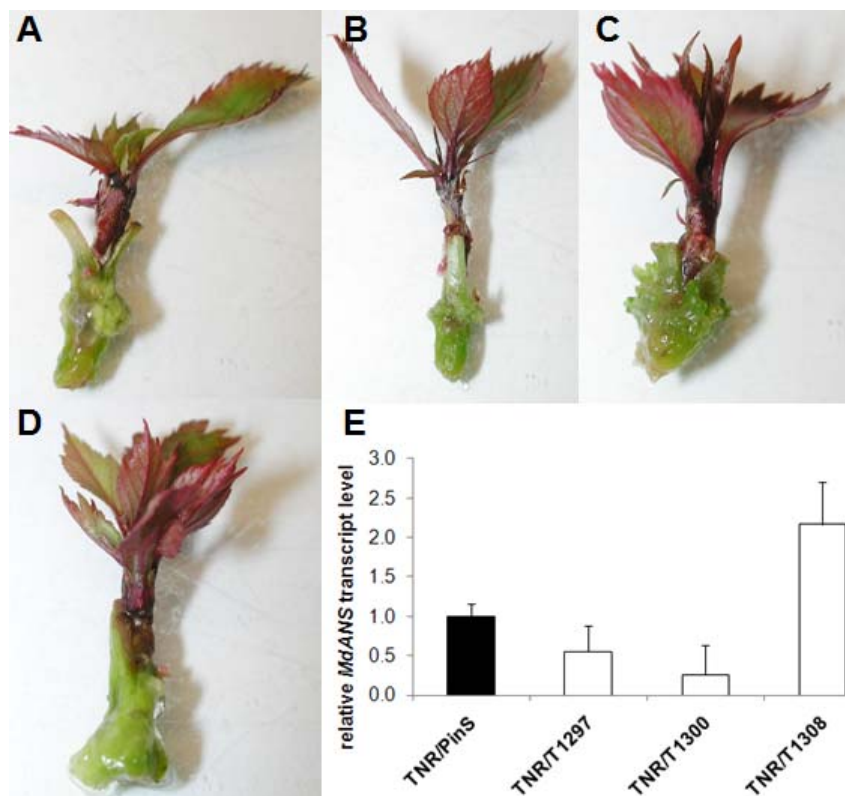 A
B
C
D
E
relative MdANS transcript level
3.0
2.5
2.0
1.5
1.0
0.5
0.0
TNR/PinS
TNR/T1297
TNR/T1300
TNR/T1308